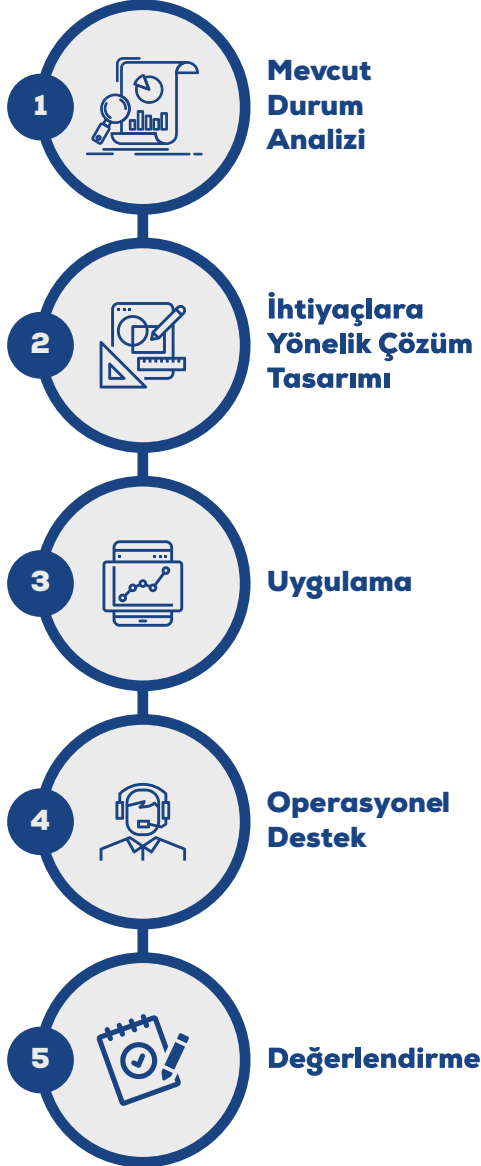 1
Mevcut
Durum
Analizi
2
İhtiyaçlara
Yönelik Çözüm
Tasarımı
3
Uygulama
4
Operasyonel
Destek
5
Değerlendirme